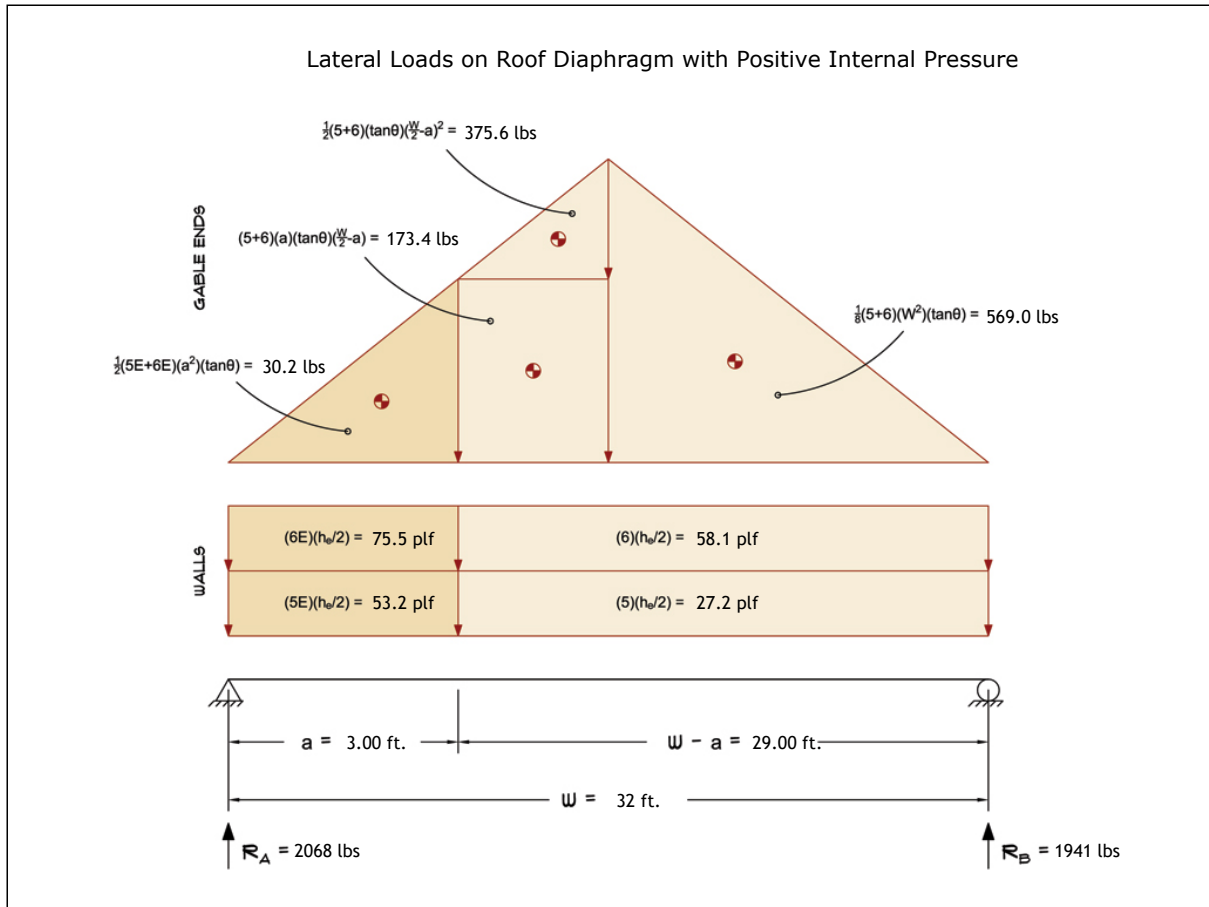 Lateral Loads on Roof Diaphragm with Positive Internal Pressure
½(5+6)(tanθ)(W/2-a)² = 375.6 lbs
GABLE ENDS
(5+6)(a)(tanθ)(W/2-a) = 173.4 lbs
⅛(5+6)(W²)(tanθ) = 569.0 lbs
½(5E+6E)(a²)(tanθ) = 30.2 lbs
WALLS
(6E)(hₑ/2) = 75.5 plf
(6)(hₑ/2) = 58.1 plf
(5E)(hₑ/2) = 53.2 plf
(5)(hₑ/2) = 27.2 plf
a = 3.00 ft.
W - a = 29.00 ft.
W = 32 ft.
R_A = 2068 lbs
R_B = 1941 lbs